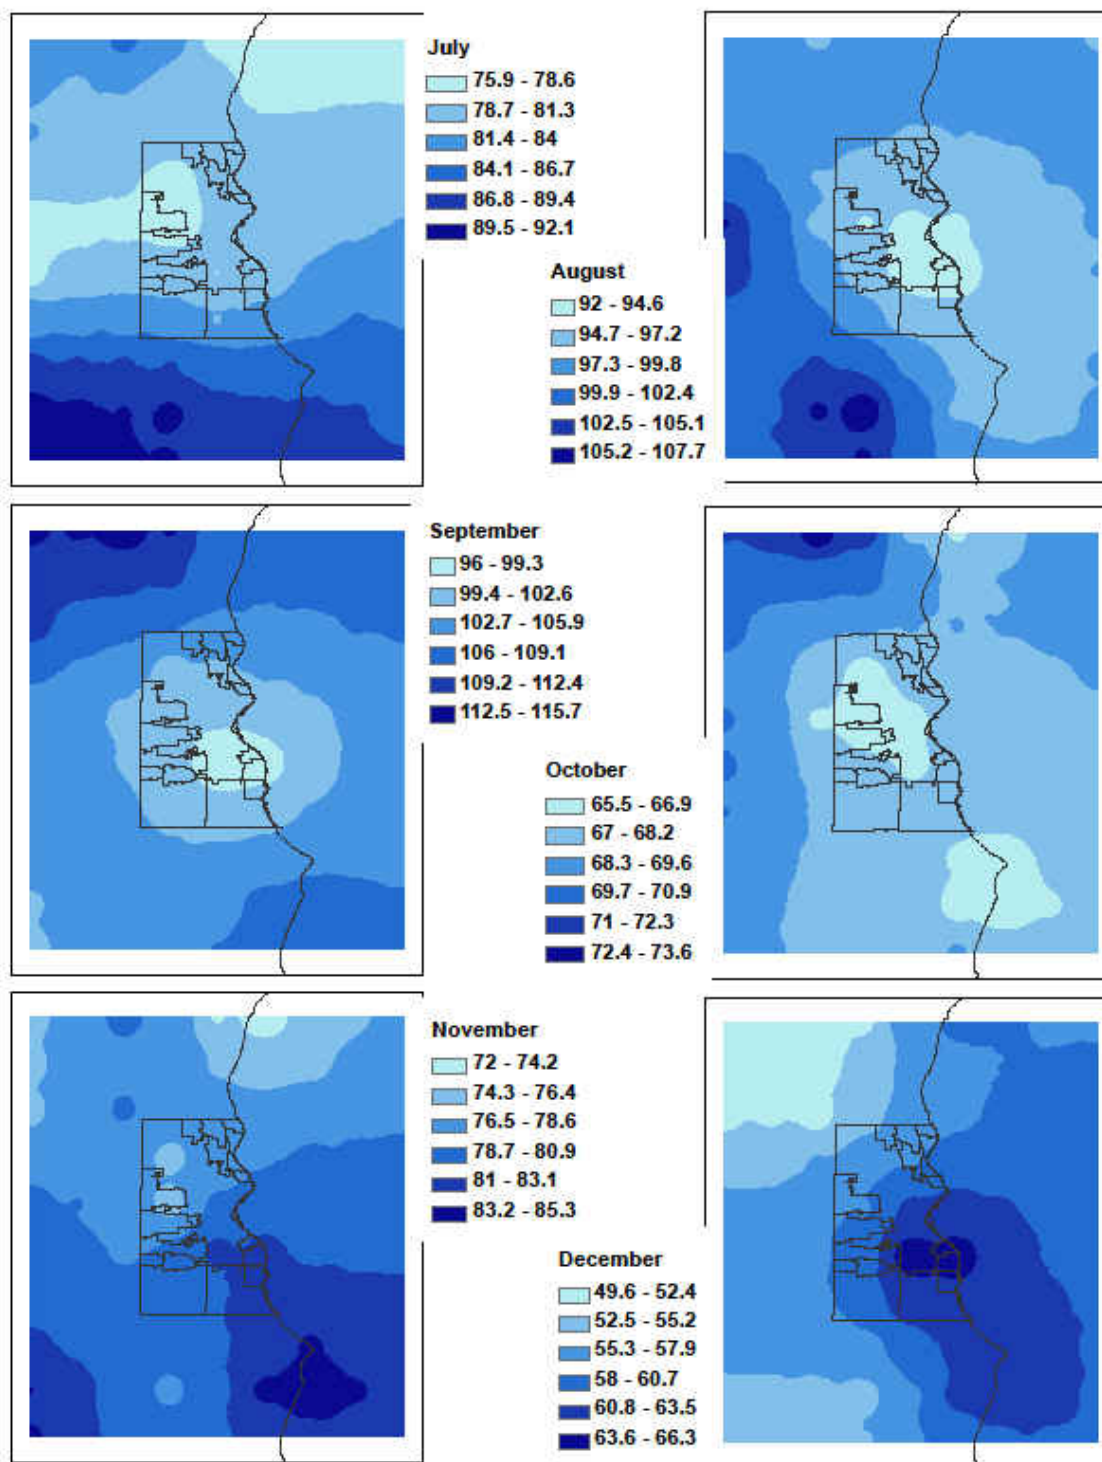 July
75.9 - 78.6
78.7 - 81.3
81.4 - 84
84.1 - 86.7
86.8 - 89.4
89.5 - 92.1
August
92 - 94.6
94.7 - 97.2
97.3 - 99.8
99.9 - 102.4
102.5 - 105.1
105.2 - 107.7
September
96 - 99.3
99.4 - 102.6
102.7 - 105.9
106 - 109.1
109.2 - 112.4
112.5 - 115.7
October
65.5 - 66.9
67 - 68.2
68.3 - 69.6
69.7 - 70.9
71 - 72.3
72.4 - 73.6
November
72 - 74.2
74.3 - 76.4
76.5 - 78.6
78.7 - 80.9
81 - 83.1
83.2 - 85.3
December
49.6 - 52.4
52.5 - 55.2
55.3 - 57.9
58 - 60.7
60.8 - 63.5
63.6 - 66.3